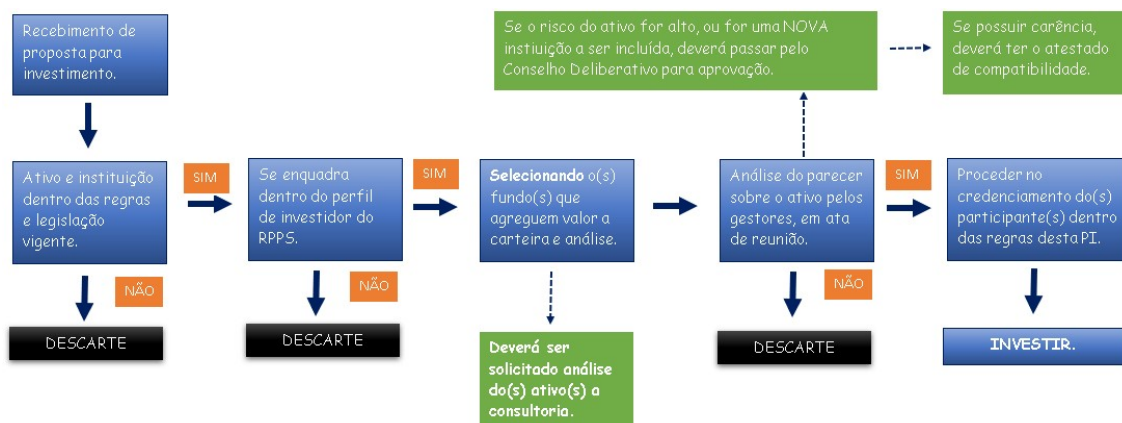 Recebimento de
proposta para
investimento.
Se o risco do ativo for alto, ou for uma NOVA
instiuição a ser incluída, deverá passar pelo
Conselho Deliberativo para aprovação.
Se possuir carência,
deverá ter o atestado
de compatibilidade.
Ativo e instituição
dentro das regras
e legislação
vigente.
SIM
Se enquadra
dentro do perfil
de investidor do
RPPS.
SIM
Selecionando o(s)
fundo(s) que
agreguem valor a
carteira e análise.
Análise do parecer
sobre o ativo pelos
gestores, em ata
de reunião.
SIM
Proceder no
credenciamento do(s)
participante(s) dentro
das regras desta PI.
NÃO
NÃO
NÃO
DESCARTE
DESCARTE
Deverá ser
solicitado análise
do(s) ativo(s) a
consultoria.
DESCARTE
INVESTIR.